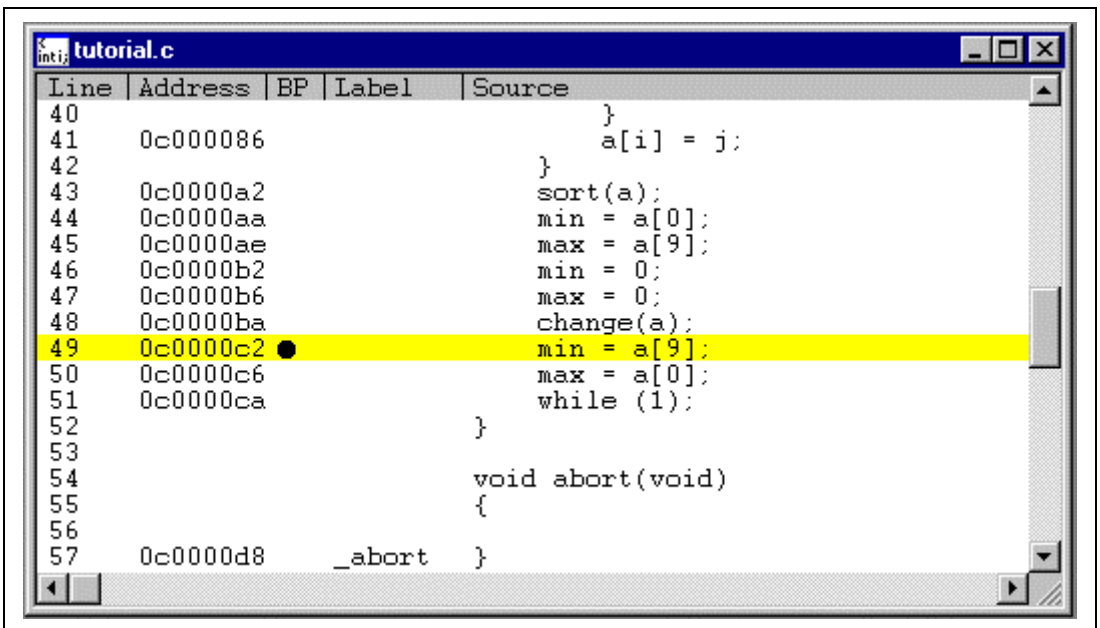 < inti; tutorial.c
Line Address BP Label Source
40 }
41 0c000086 a[i] = j;
42 }
43 0c0000a2 sort(a);
44 0c0000aa min = a[0];
45 0c0000ae max = a[9];
46 0c0000b2 min = 0;
47 0c0000b6 max = 0;
48 0c0000ba change(a);
49 0c0000c2 min = a[9];
50 0c0000c6 max = a[0];
51 0c0000ca while (1);
52 }
53
54 void abort(void)
55 {
56
57 0c0000d8 _abort }